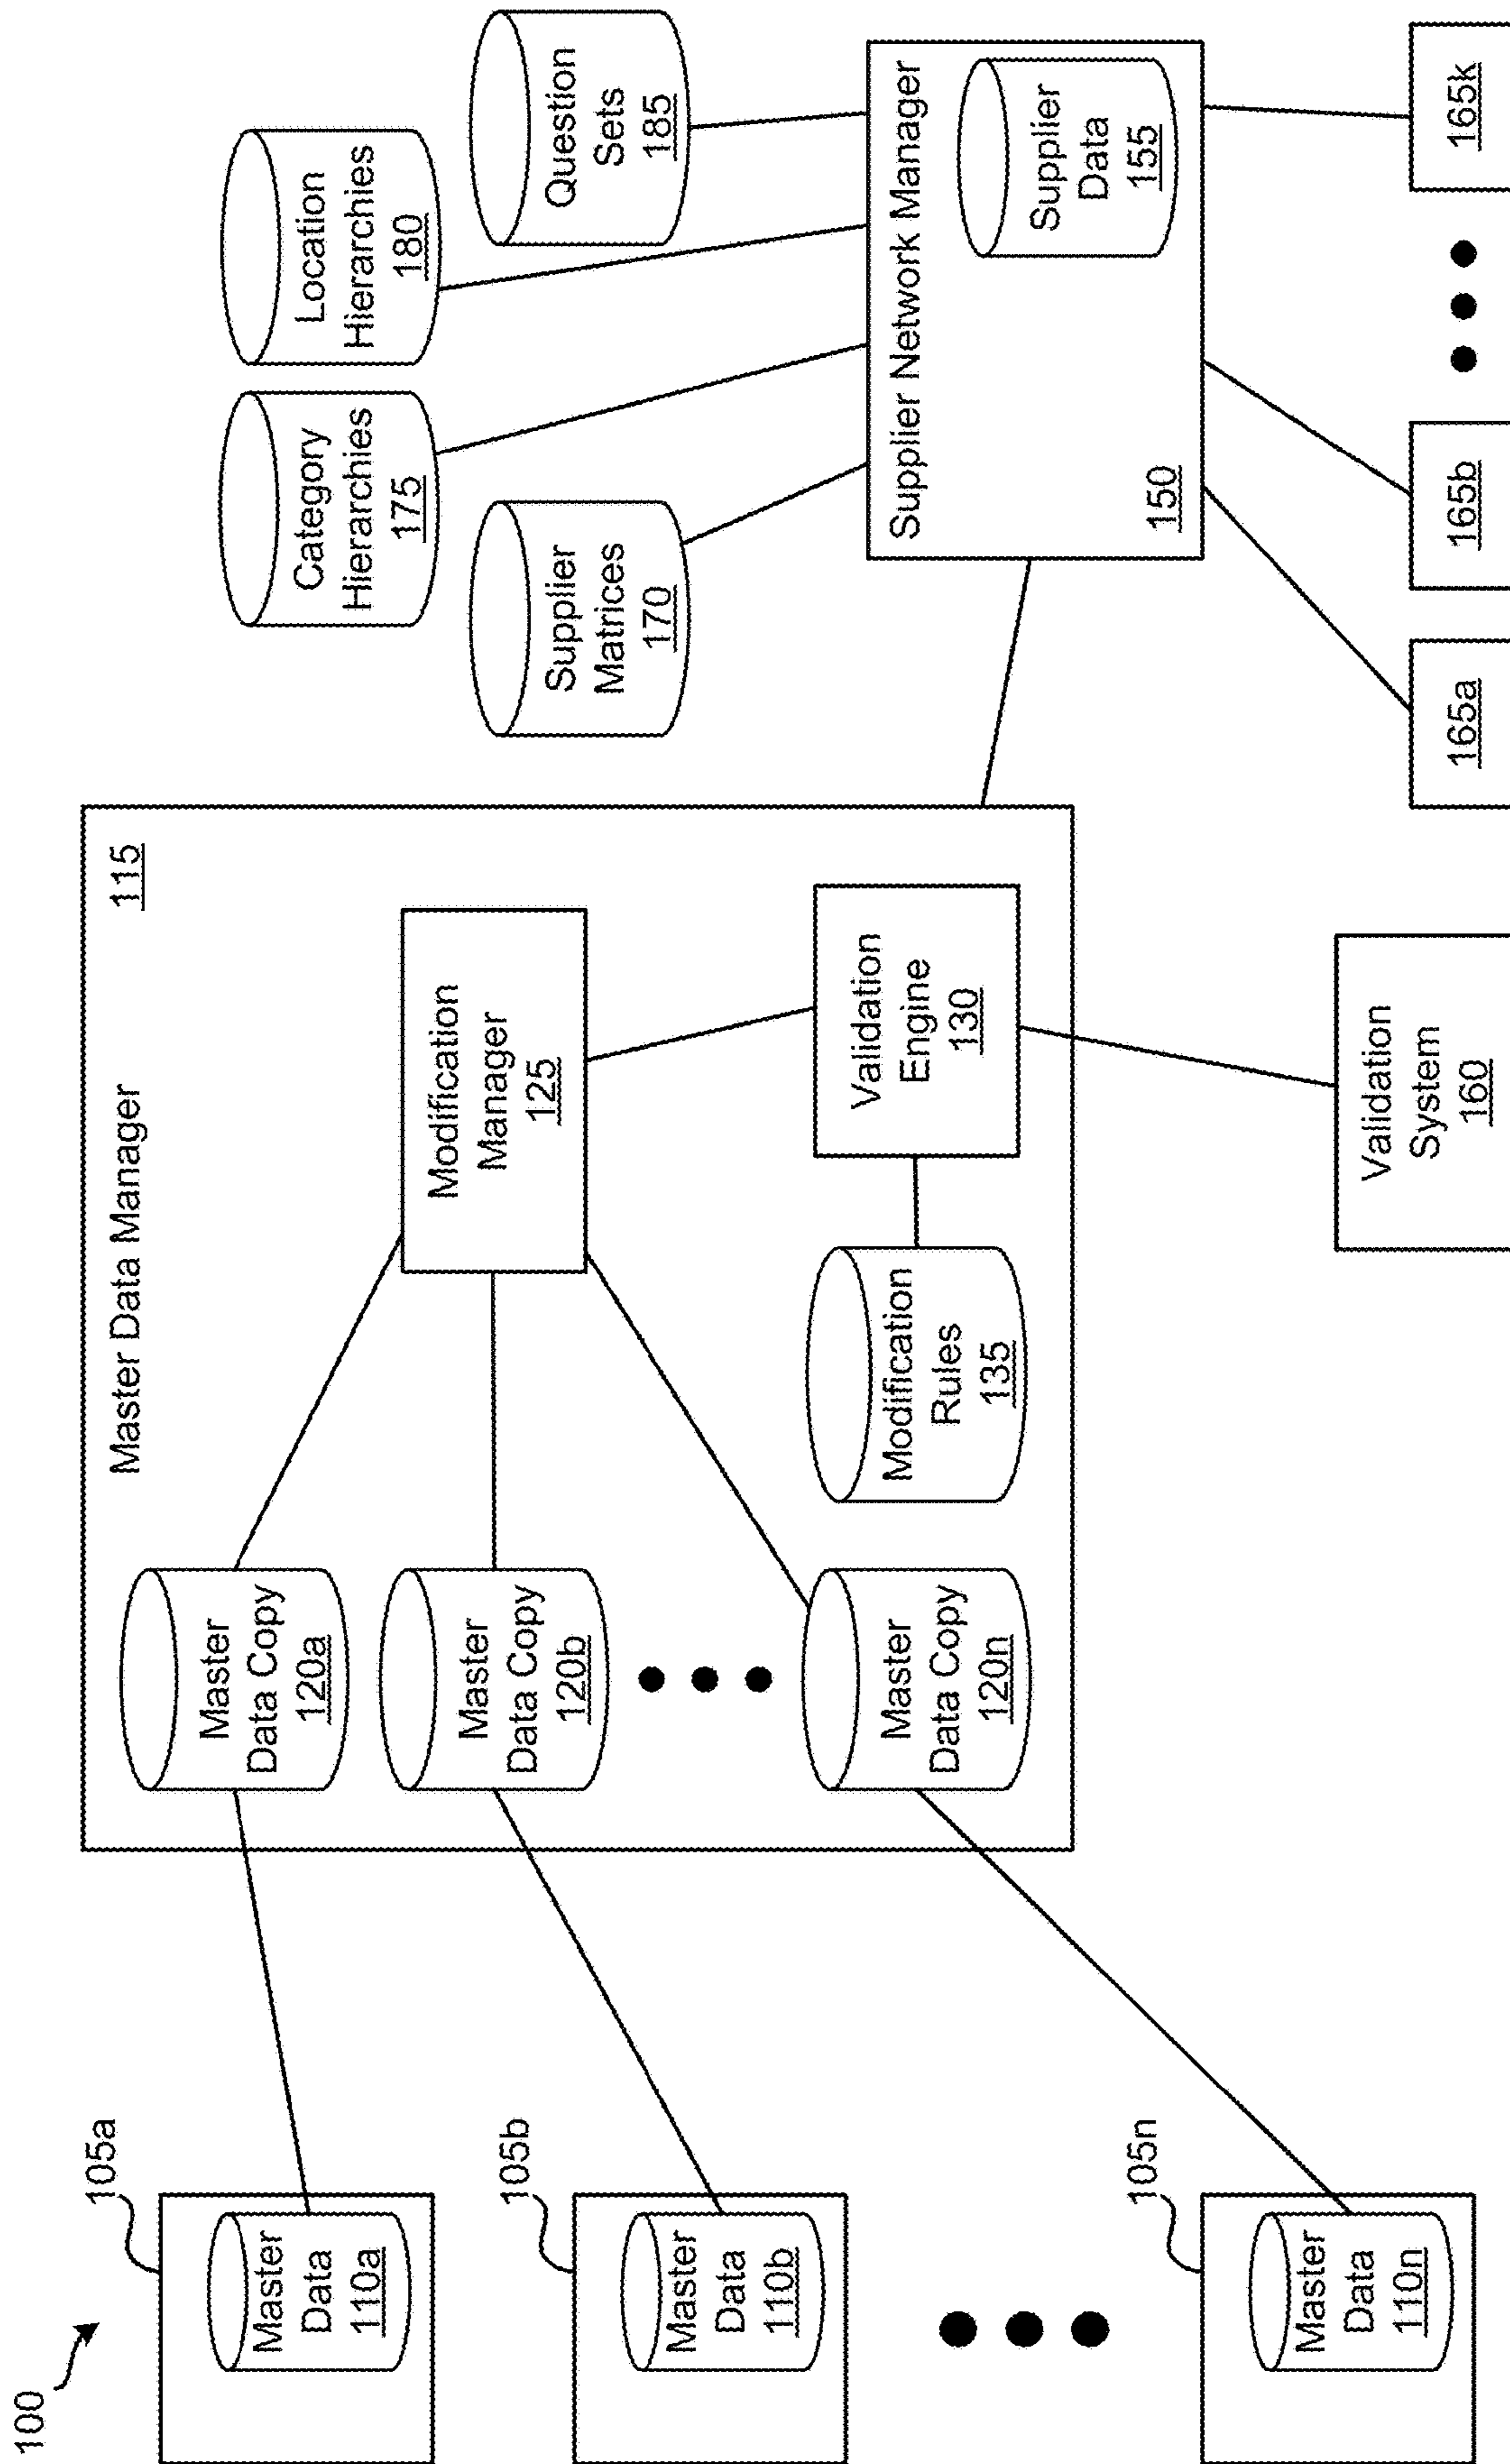 100
105a
Master
Data
110a
105b
Master
Data
110b
105n
Master
Data
110n
Master Data Manager
115
Master
Data Copy
120a
Master
Data Copy
120b
Master
Data Copy
120n
Modification
Manager
125
Modification
Rules
135
Validation
Engine
130
Validation
System
160
Category
Hierarchies
175
Location
Hierarchies
180
Supplier
Matrices
170
Question
Sets
185
Supplier Network Manager
150
Supplier
Data
155
165a
165b
165k